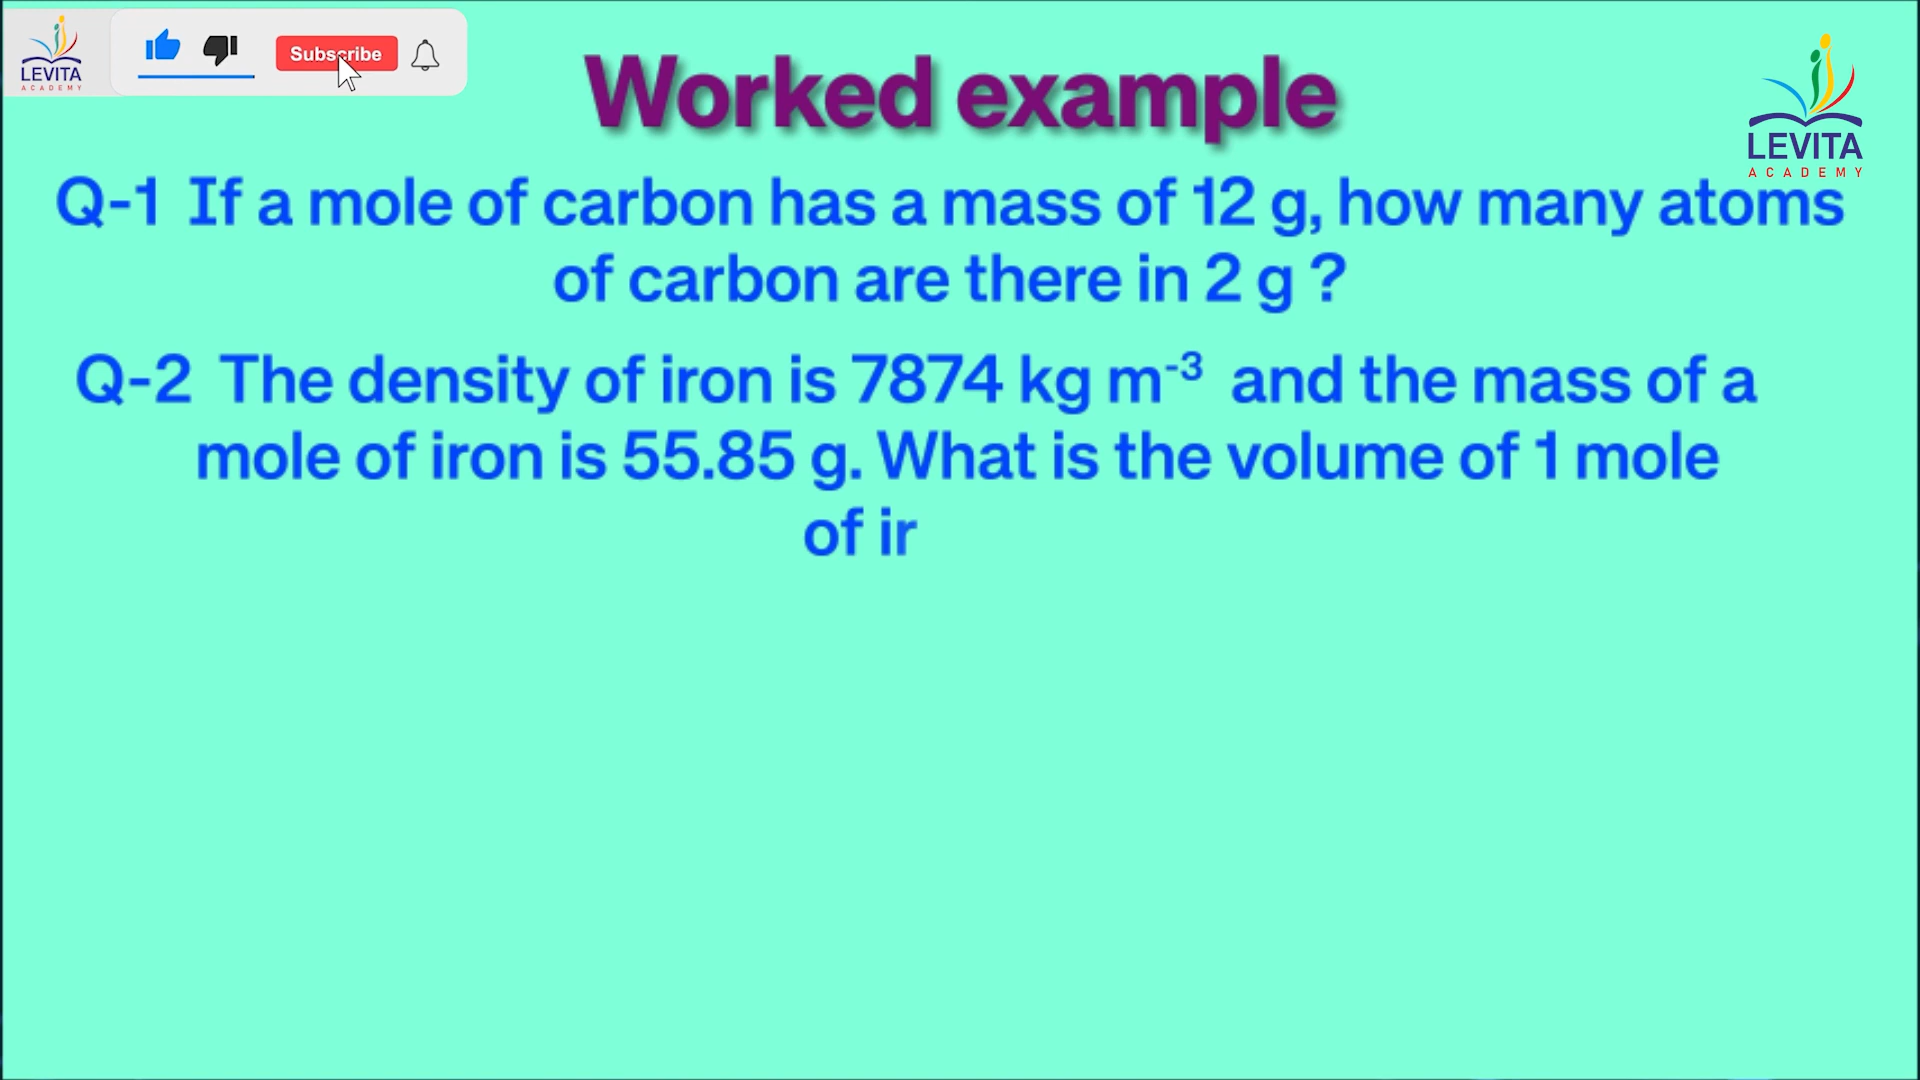 LEVITA
ACADEMY
Subscribe
Worked example
LEVITA
ACADEMY
Q-1 If a mole of carbon has a mass of 12 g, how many atoms
of carbon are there in 2 g ?
Q-2 The density of iron is 7874 kg m⁻³ and the mass of a
mole of iron is 55.85 g. What is the volume of 1 mole
of ir